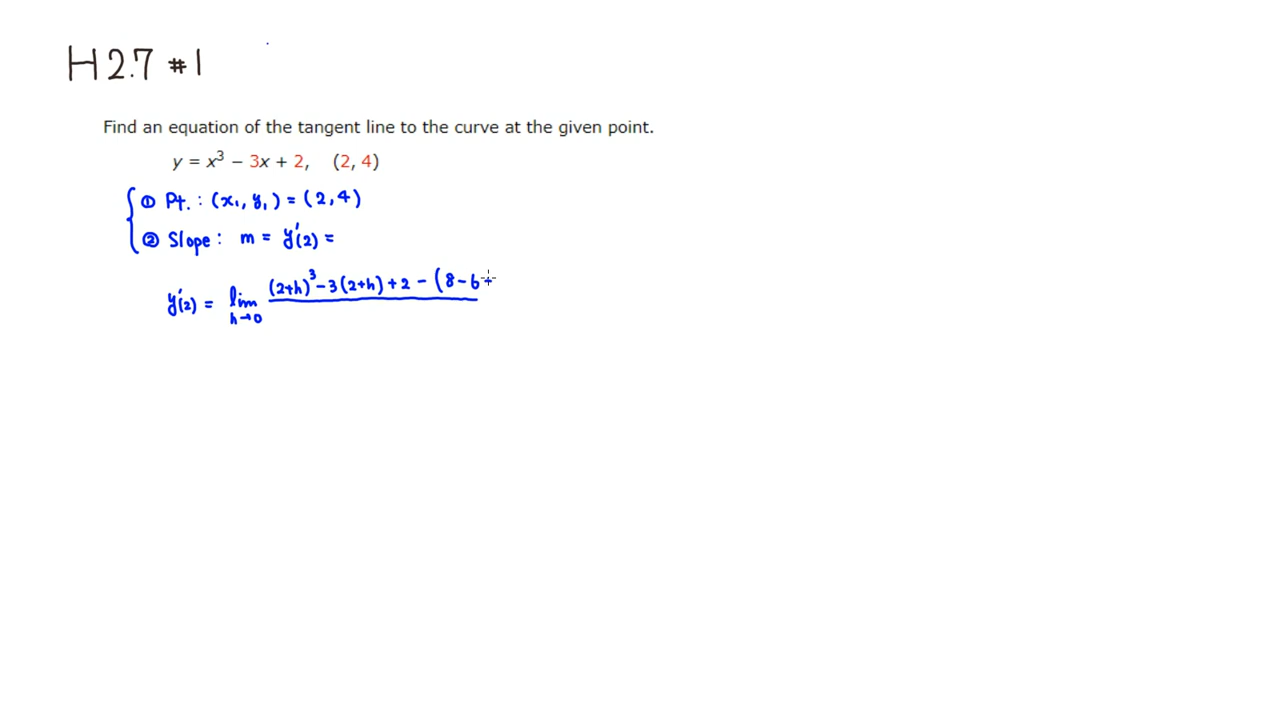 H 2.7 #1
Find an equation of the tangent line to the curve at the given point.
y = x³ − 3x + 2, (2, 4)
① Pt. : (x₁, y₁) = (2, 4)
② Slope : m = y'(2) =
y'(2) = lim h→0 (2+h)³ − 3(2+h) + 2 − (8 − 6 +